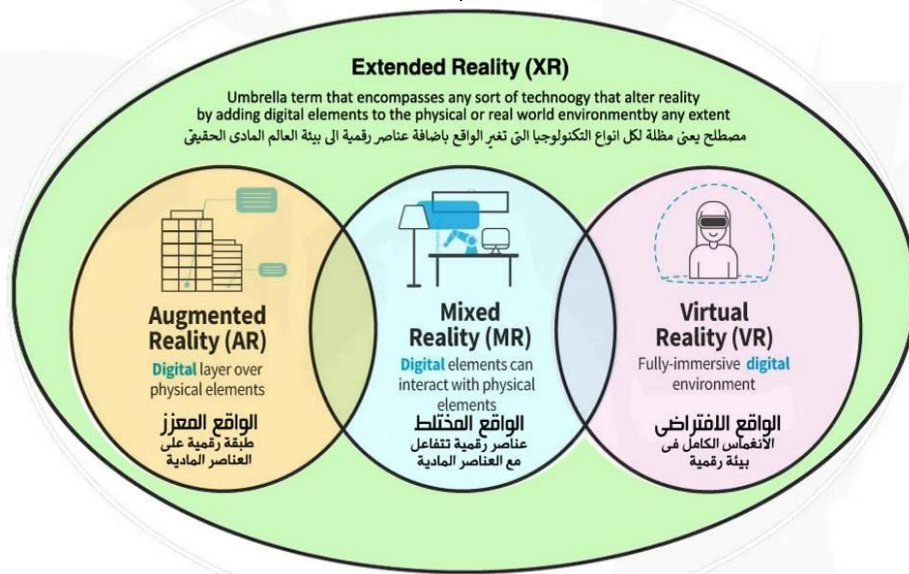 Extended Reality (XR)
Umbrella term that encompasses any sort of technoogy that alter reality
by adding digital elements to the physical or real world environmentby any extent
مصطلح يعنى مظلة لكل انواع التكنولوجيا التى تغير الواقع باضافة عناصر رقمية الى بيئة العالم المادى الحقيقى
Augmented
Reality (AR)
Digital layer over
physical elements
الواقع المعزز
طبقة رقمية على
العناصر المادية
Mixed
Reality (MR)
Digital elements can
interact with physical
elements
الواقع المختلط
عناصر رقمية تتفاعل
مع العناصر المادية
Virtual
Reality (VR)
Fully-immersive digital
environment
الواقع الافتراضى
الانغماس الكامل فى
بيئة رقمية